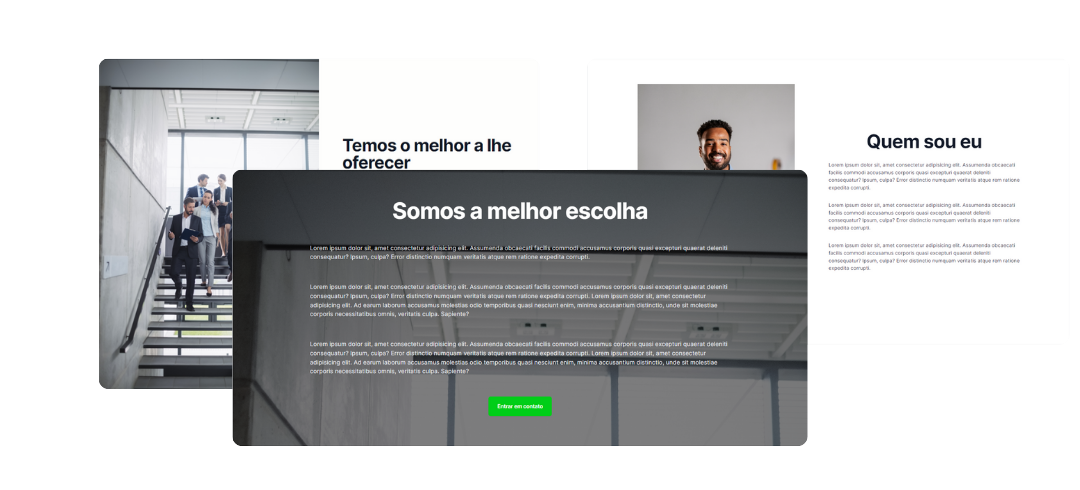 Temos o melhor a lhe
oferecer
Quem sou eu
Lorem ipsum dolor sit, amet consectetur adipisicing elit. Assumenda obcaecati
facilis commodi accusamus corporis quasi excepturi quaerat deleniti
consequatur? Ipsum, culpa? Error distinctio numquam veritatis atque rem ratione
expedita corrupti.
Lorem ipsum dolor sit, amet consectetur adipisicing elit. Assumenda obcaecati
facilis commodi accusamus corporis quasi excepturi quaerat deleniti
consequatur? Ipsum, culpa? Error distinctio numquam veritatis atque rem ratione
expedita corrupti.
Lorem ipsum dolor sit, amet consectetur adipisicing elit. Assumenda obcaecati
facilis commodi accusamus corporis quasi excepturi quaerat deleniti
consequatur? Ipsum, culpa? Error distinctio numquam veritatis atque rem ratione
expedita corrupti.
Somos a melhor escolha
Lorem ipsum dolor sit, amet consectetur adipisicing elit. Assumenda obcaecati facilis commodi accusamus corporis quasi excepturi quaerat deleniti
consequatur? Ipsum, culpa? Error distinctio numquam veritatis atque rem ratione expedita corrupti.
Lorem ipsum dolor sit, amet consectetur adipisicing elit. Assumenda obcaecati facilis commodi accusamus corporis quasi excepturi quaerat deleniti
consequatur? Ipsum, culpa? Error distinctio numquam veritatis atque rem ratione expedita corrupti. Lorem ipsum dolor sit, amet consectetur
adipisicing elit. Ad earum laborum accusamus molestias odio temporibus quasi nesciunt enim, minima accusantium distinctio, unde sit molestiae
corporis necessitatibus omnis, veritatis culpa. Sapiente?
Lorem ipsum dolor sit, amet consectetur adipisicing elit. Assumenda obcaecati facilis commodi accusamus corporis quasi excepturi quaerat deleniti
consequatur? Ipsum, culpa? Error distinctio numquam veritatis atque rem ratione expedita corrupti. Lorem ipsum dolor sit, amet consectetur
adipisicing elit. Ad earum laborum accusamus molestias odio temporibus quasi nesciunt enim, minima accusantium distinctio, unde sit molestiae
corporis necessitatibus omnis, veritatis culpa. Sapiente?
Entrar em contato